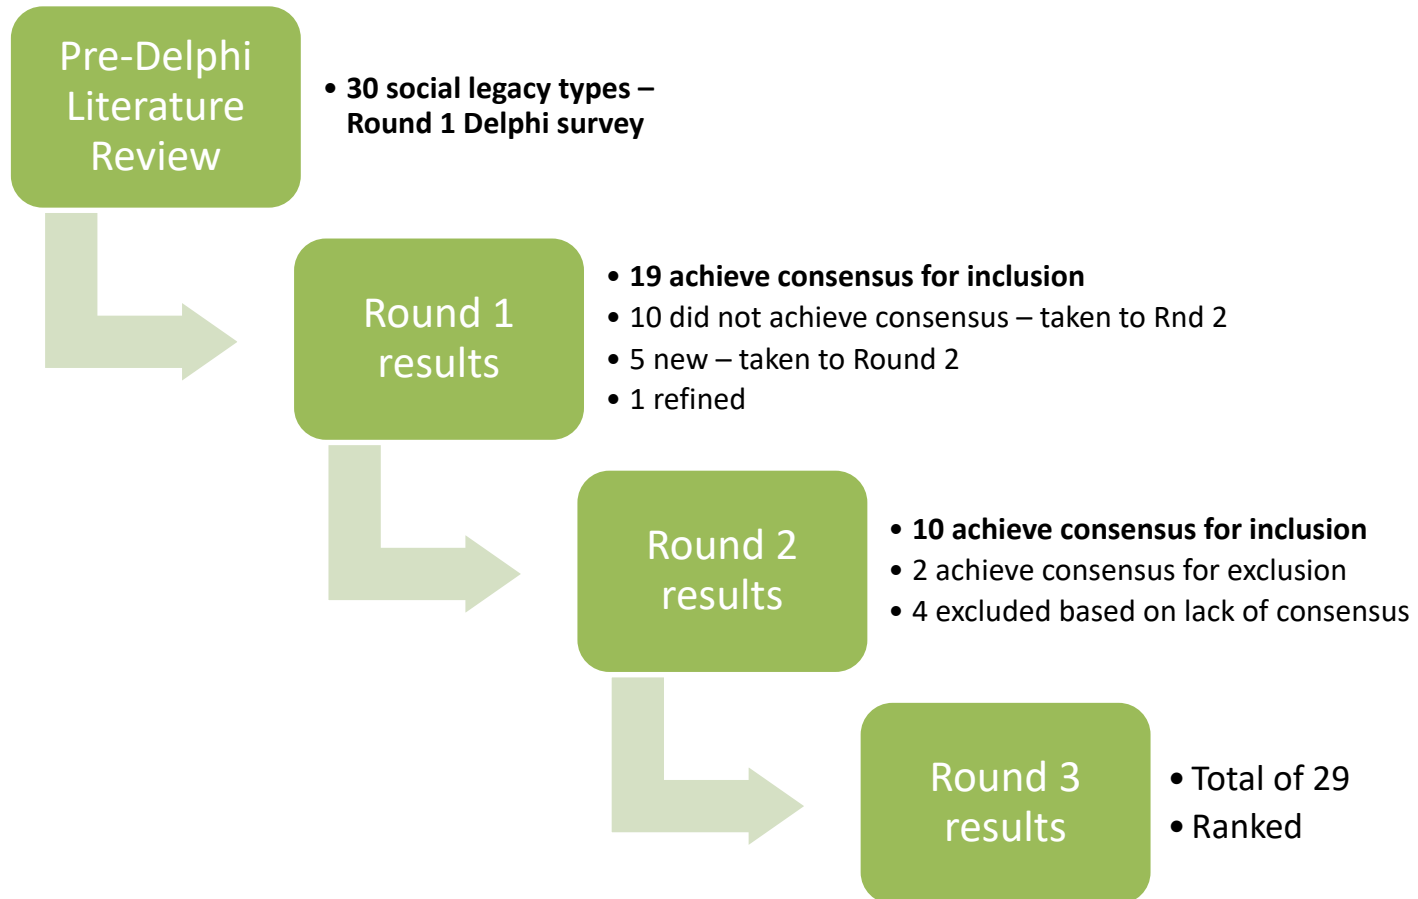 Pre-Delphi
Literature
Review
• 30 social legacy types –
Round 1 Delphi survey
Round 1
results
• 19 achieve consensus for inclusion
• 10 did not achieve consensus – taken to Rnd 2
• 5 new – taken to Round 2
• 1 refined
Round 2
results
• 10 achieve consensus for inclusion
• 2 achieve consensus for exclusion
• 4 excluded based on lack of consensus
Round 3
results
• Total of 29
• Ranked